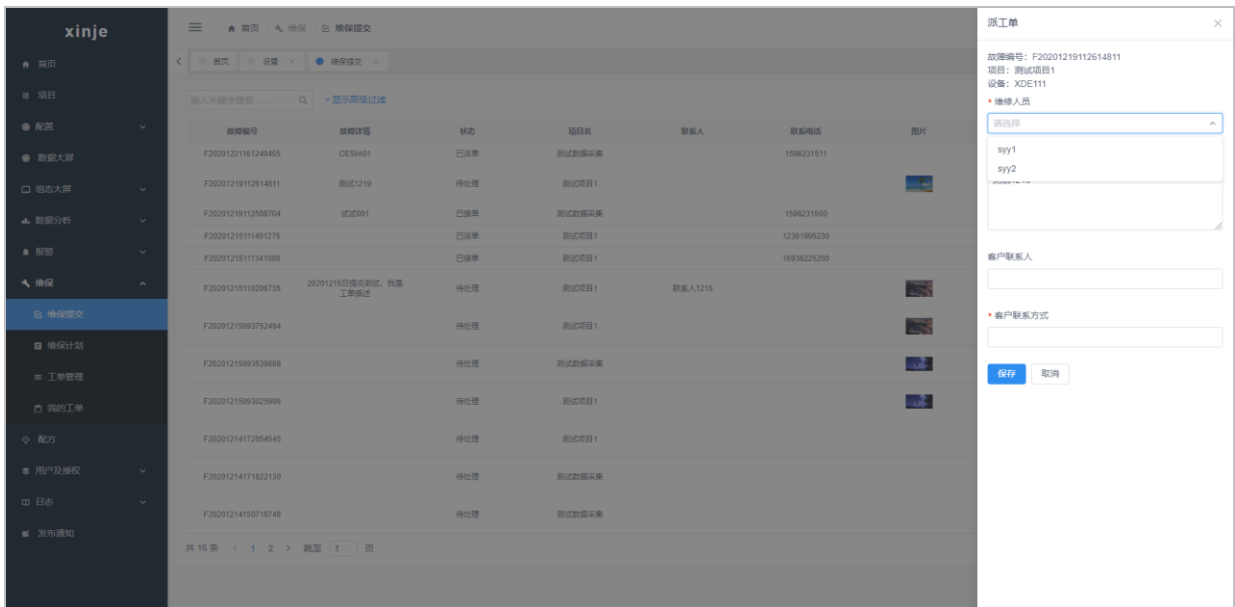 xinje
首页
项目
配置
数据大屏
组态大屏
数据分析
报警
维保
维保提交
维保计划
工单管理
我的工单
配方
用户及授权
日志
发布通知
首页 / 维保 / 维保提交
首页 设置 × 维保提交 ×
输入关键字搜索...... 显示高级过滤
故障编号 故障详情 状态 项目名 联系人 联系电话 图片
F20201221161240455 CESHI01 已派单 测试数据采集 1596231511
F20201219112614811 测试1219 待处理 测试项目1
F20201219112508704 试试001 已接单 测试数据采集 1596231500
F20201215111401275 已派单 测试项目1 12361995230
F20201215111341089 已接单 测试项目1 16936225200
F20201215110206735 20201215日提交测试，我是工单描述 待处理 测试项目1 联系人1215
F20201215093752494 待处理 测试项目1
F20201215093539668 待处理 测试数据采集
F20201215093025998 待处理 测试项目1
F20201214172054545 待处理 测试项目1
F20201214171822130 待处理 测试数据采集
F20201214150716748 待处理 测试数据采集
共 16 条 < 1 2 > 跳至 1 页
派工单 ×
故障编号：F20201219112614811
项目：测试项目1
设备：XDE111
* 维修人员
请选择
syy1
syy2
客户联系人
* 客户联系方式
保存 取消